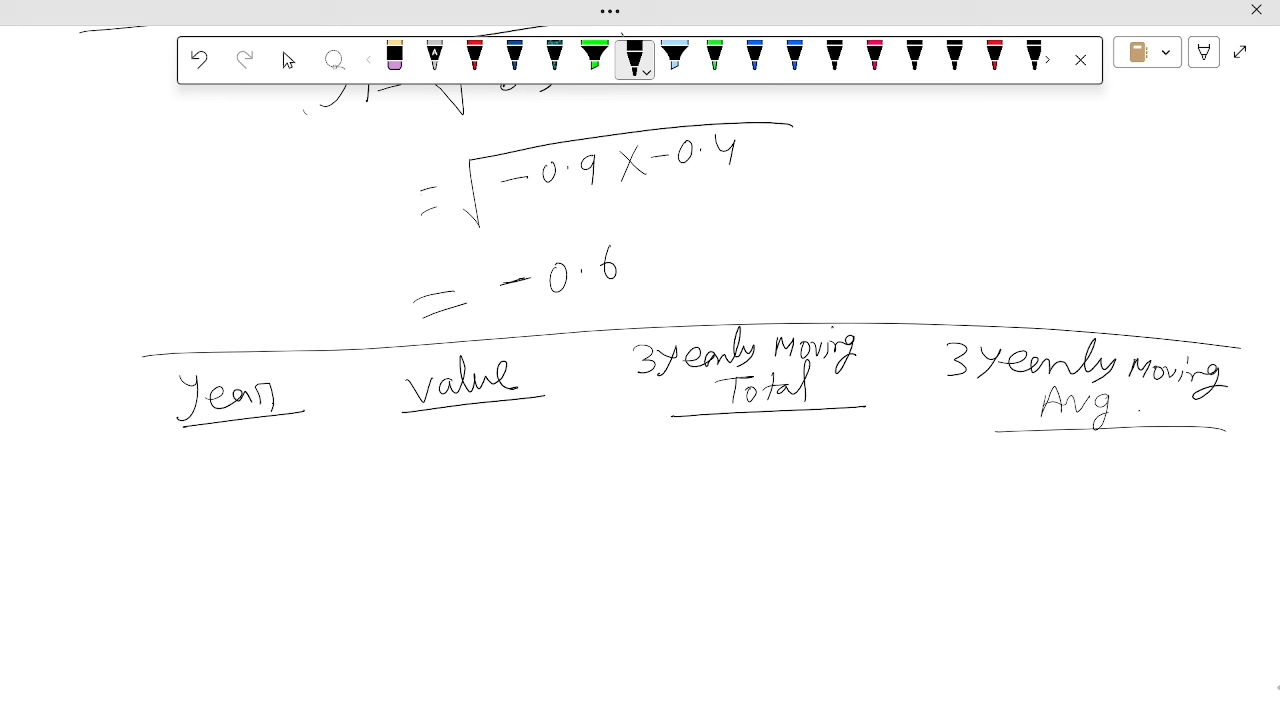 = √-0.9 X -0.4
= -0.6
Year value 3 Yearly Moving Total 3 Yearly Moving Avg.